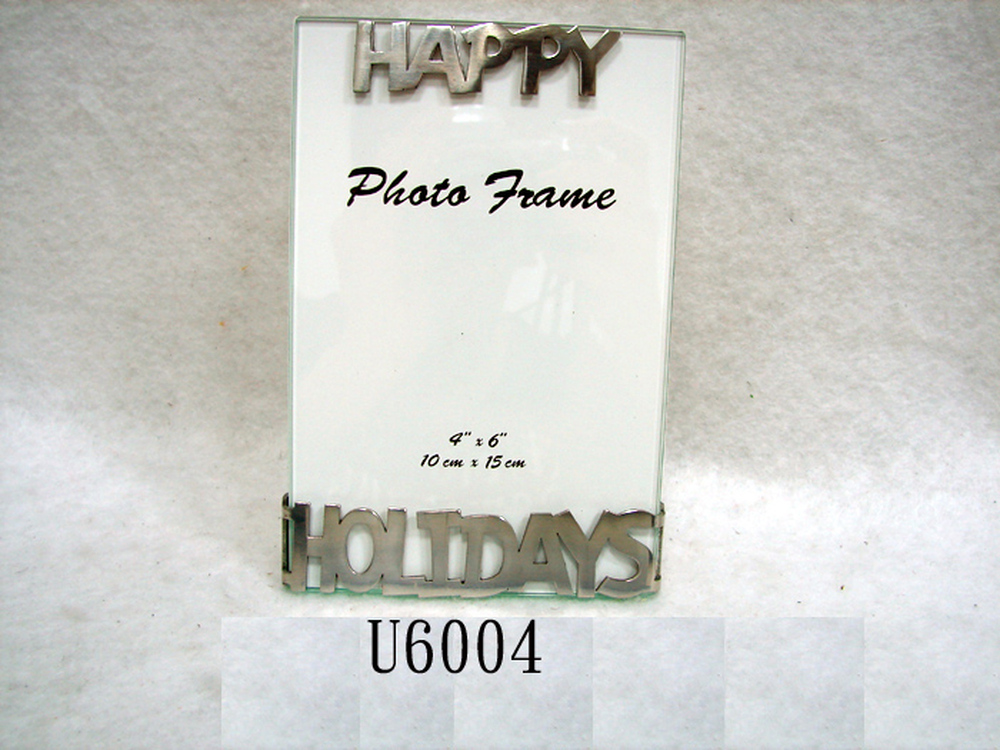 HAPPY
Photo Frame
4" x 6"
10 cm x 15 cm
HOLIDAYS
U6004